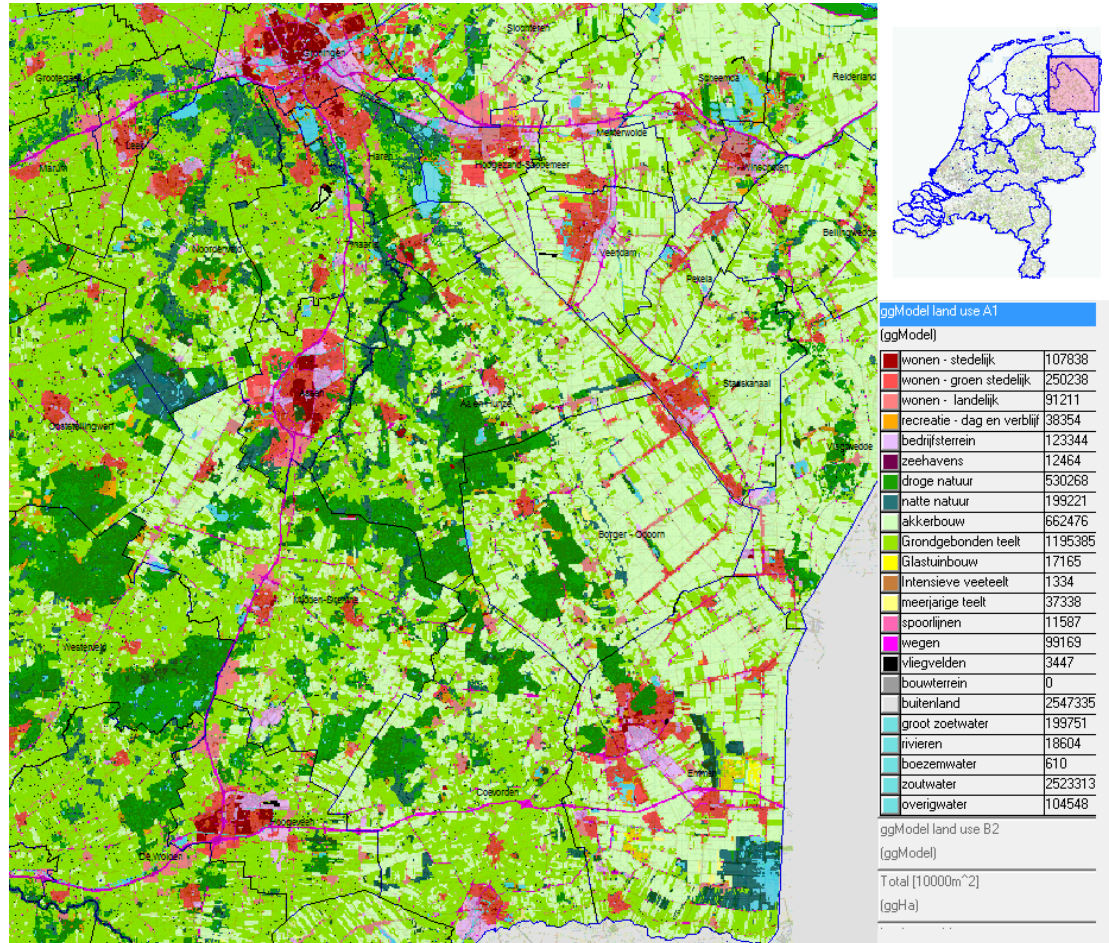 Slochteren
Grootegast
Scheemda
Reiderland
Menterwolde
Leek
Haren
Hoogezand-Sappemeer
Marum
Winschoten
Bellingwedde
Noordenveld
Veendam
Pekela
Stadskanaal
Assen
Aa en Hunze
Ooststellingwerf
Vlagtwedde
Borger - Odoorn
Midden-Drenthe
Westerveld
Emmen
Coevorden
Hoogeveen
De Wolden
ggModel land use A1
(ggModel)
wonen - stedelijk 107838
wonen - groen stedelijk 250238
wonen - landelijk 91211
recreatie - dag en verblijf 38354
bedrijfsterrein 123344
zeehavens 12464
droge natuur 530268
natte natuur 199221
akkerbouw 662476
Grondgebonden teelt 1195385
Glastuinbouw 17165
Intensieve veeteelt 1334
meerjarige teelt 37338
spoorlijnen 11587
wegen 99169
vliegvelden 3447
bouwterrein 0
buitenland 2547335
groot zoetwater 199751
rivieren 18604
boezemwater 610
zoutwater 2523313
overigwater 104548
ggModel land use B2
(ggModel)
Total [10000m^2]
(ggHa)